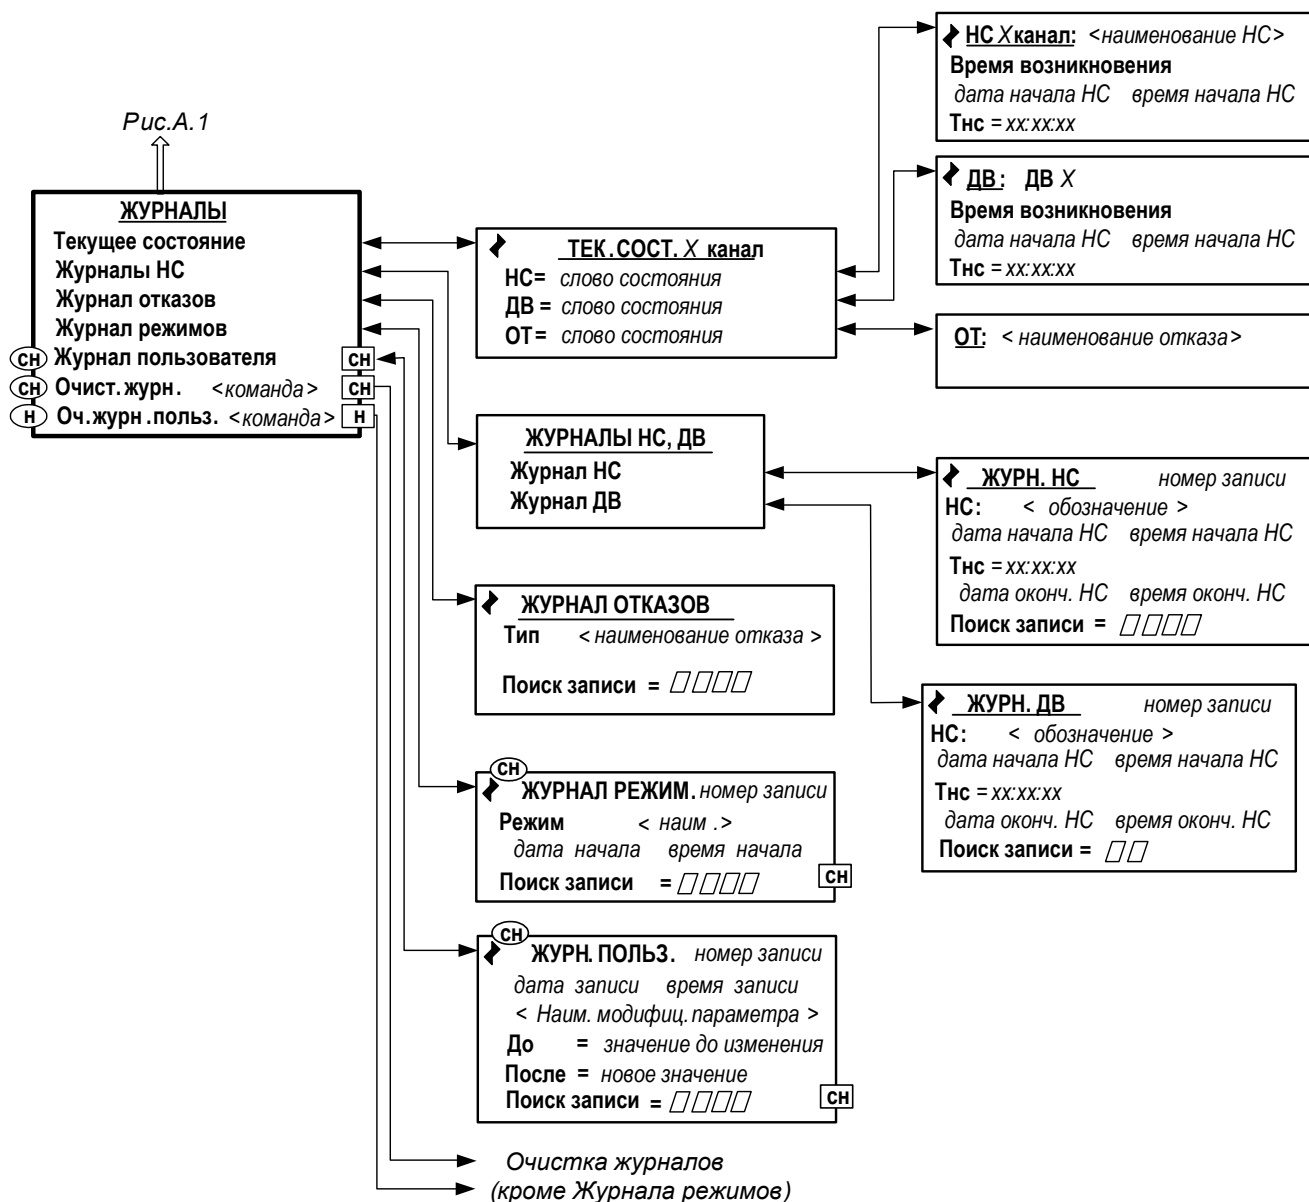 Рис.А.1
ЖУРНАЛЫ
Текущее состояние
Журналы НС
Журнал отказов
Журнал режимов
СН Журнал пользователя СН
СН Очист.журн. <команда> СН
Н Оч.журн.польз. <команда> Н
ТЕК.СОСТ. X канал
НС= слово состояния
ДВ = слово состояния
ОТ= слово состояния
НС X канал: <наименование НС>
Время возникновения
дата начала НС время начала НС
Тнс = xx:xx:xx
ДВ: ДВ X
Время возникновения
дата начала НС время начала НС
Тнс = xx:xx:xx
ОТ: <наименование отказа>
ЖУРНАЛЫ НС, ДВ
Журнал НС
Журнал ДВ
ЖУРН. НС номер записи
НС: < обозначение >
дата начала НС время начала НС
Тнс = xx:xx:xx
дата оконч. НС время оконч. НС
Поиск записи =
ЖУРН. ДВ номер записи
НС: < обозначение >
дата начала НС время начала НС
Тнс = xx:xx:xx
дата оконч. НС время оконч. НС
Поиск записи =
ЖУРНАЛ ОТКАЗОВ
Тип <наименование отказа >
Поиск записи =
СН
ЖУРНАЛ РЕЖИМ. номер записи
Режим < наим .>
дата начала время начала
Поиск записи = СН
СН
ЖУРН. ПОЛЬЗ. номер записи
дата записи время записи
< Наим. модифиц. параметра >
До = значение до изменения
После = новое значение
Поиск записи = СН
Очистка журналов
(кроме Журнала режимов)